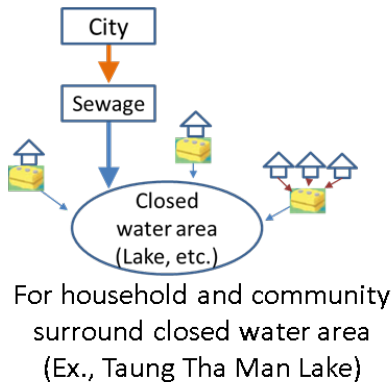 City
Sewage
Closed
water area
(Lake, etc.)
For household and community
surround closed water area
(Ex., Taung Tha Man Lake)